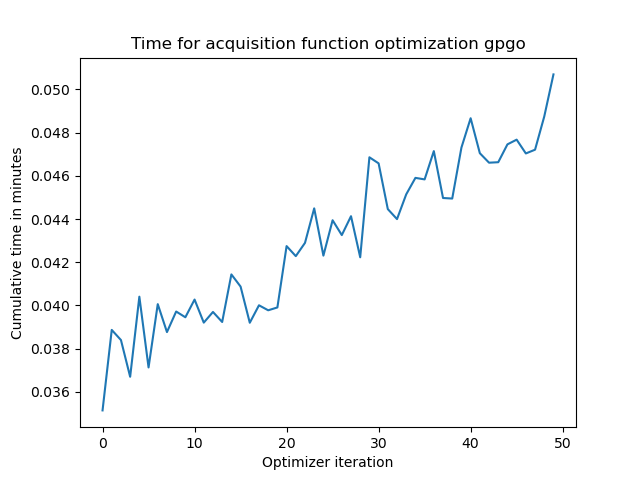 Time for acquisition function optimization gpgo
0.050
0.048
0.046
0.044
0.042
0.040
0.038
0.036
Cumulative time in minutes
0 10 20 30 40 50
Optimizer iteration